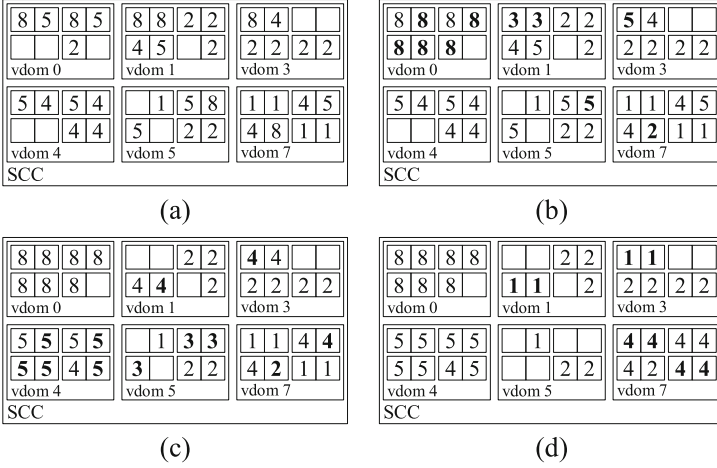 8 5 8 5 8 8 2 2 8 4
2 4 5 2 2 2 2 2
vdom 0 vdom 1 vdom 3
5 4 5 4 1 5 8 1 1 4 5
4 4 5 2 2 4 8 1 1
vdom 4 vdom 5 vdom 7
SCC
(a)
8 8 8 8 3 3 2 2 5 4
8 8 8 4 5 2 2 2 2 2
vdom 0 vdom 1 vdom 3
5 4 5 4 1 5 5 1 1 4 5
4 4 5 2 2 4 2 1 1
vdom 4 vdom 5 vdom 7
SCC
(b)
8 8 8 8 2 2 4 4
8 8 8 4 4 2 2 2 2 2
vdom 0 vdom 1 vdom 3
5 5 5 5 1 3 3 1 1 4 4
5 5 4 5 3 2 2 4 2 1 1
vdom 4 vdom 5 vdom 7
SCC
(c)
8 8 8 8 2 2 1 1
8 8 8 1 1 2 2 2 2 2
vdom 0 vdom 1 vdom 3
5 5 5 5 1 4 4 4 4
5 5 4 5 2 2 4 2 4 4
vdom 4 vdom 5 vdom 7
SCC
(d)